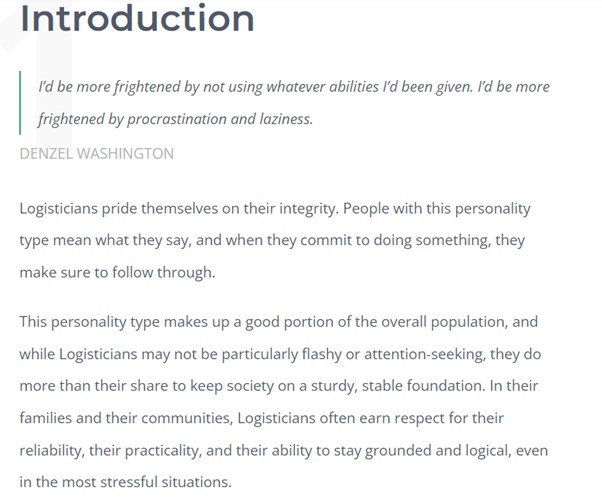 Introduction
I’d be more frightened by not using whatever abilities I’d been given. I’d be more
frightened by procrastination and laziness.
DENZEL WASHINGTON
Logisticians pride themselves on their integrity. People with this personality
type mean what they say, and when they commit to doing something, they
make sure to follow through.
This personality type makes up a good portion of the overall population, and
while Logisticians may not be particularly flashy or attention-seeking, they do
more than their share to keep society on a sturdy, stable foundation. In their
families and their communities, Logisticians often earn respect for their
reliability, their practicality, and their ability to stay grounded and logical, even
in the most stressful situations.